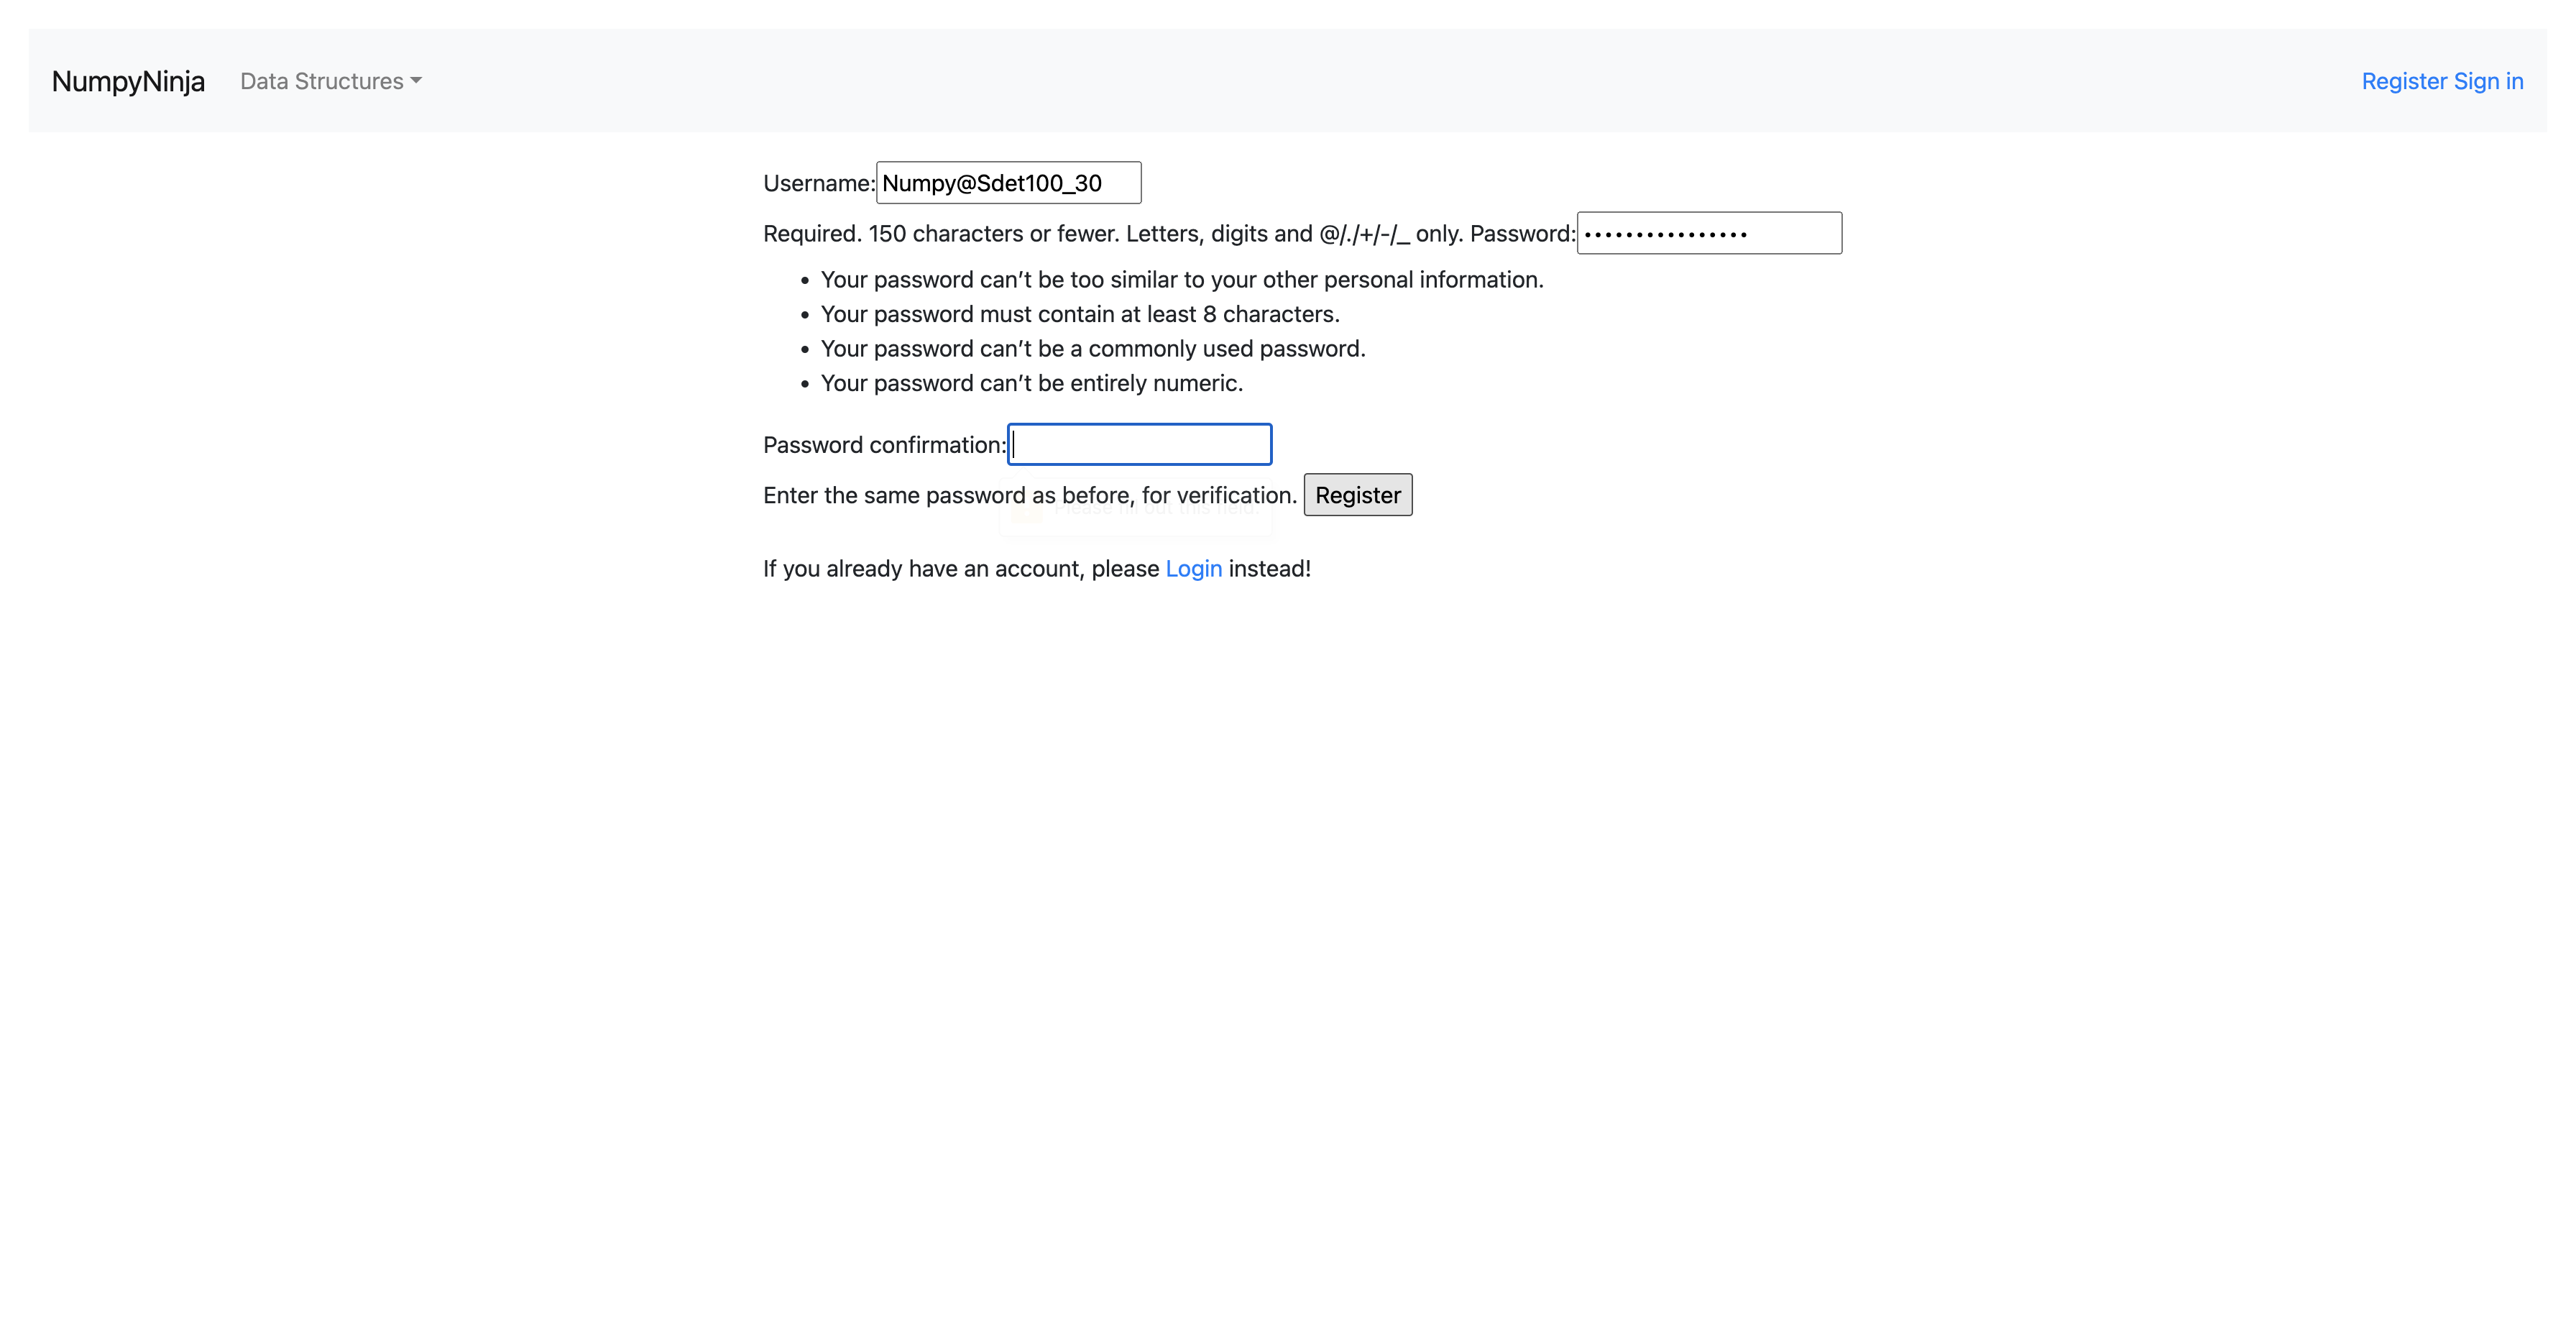 NumpyNinja Data Structures Register Sign in
Username: Numpy@Sdet100_30
Required. 150 characters or fewer. Letters, digits and @/./+/-/_ only. Password: ••••••••••••••••
• Your password can’t be too similar to your other personal information.
• Your password must contain at least 8 characters.
• Your password can’t be a commonly used password.
• Your password can’t be entirely numeric.
Password confirmation:
Enter the same password as before, for verification. Register
Please fill out this field.
If you already have an account, please Login instead!